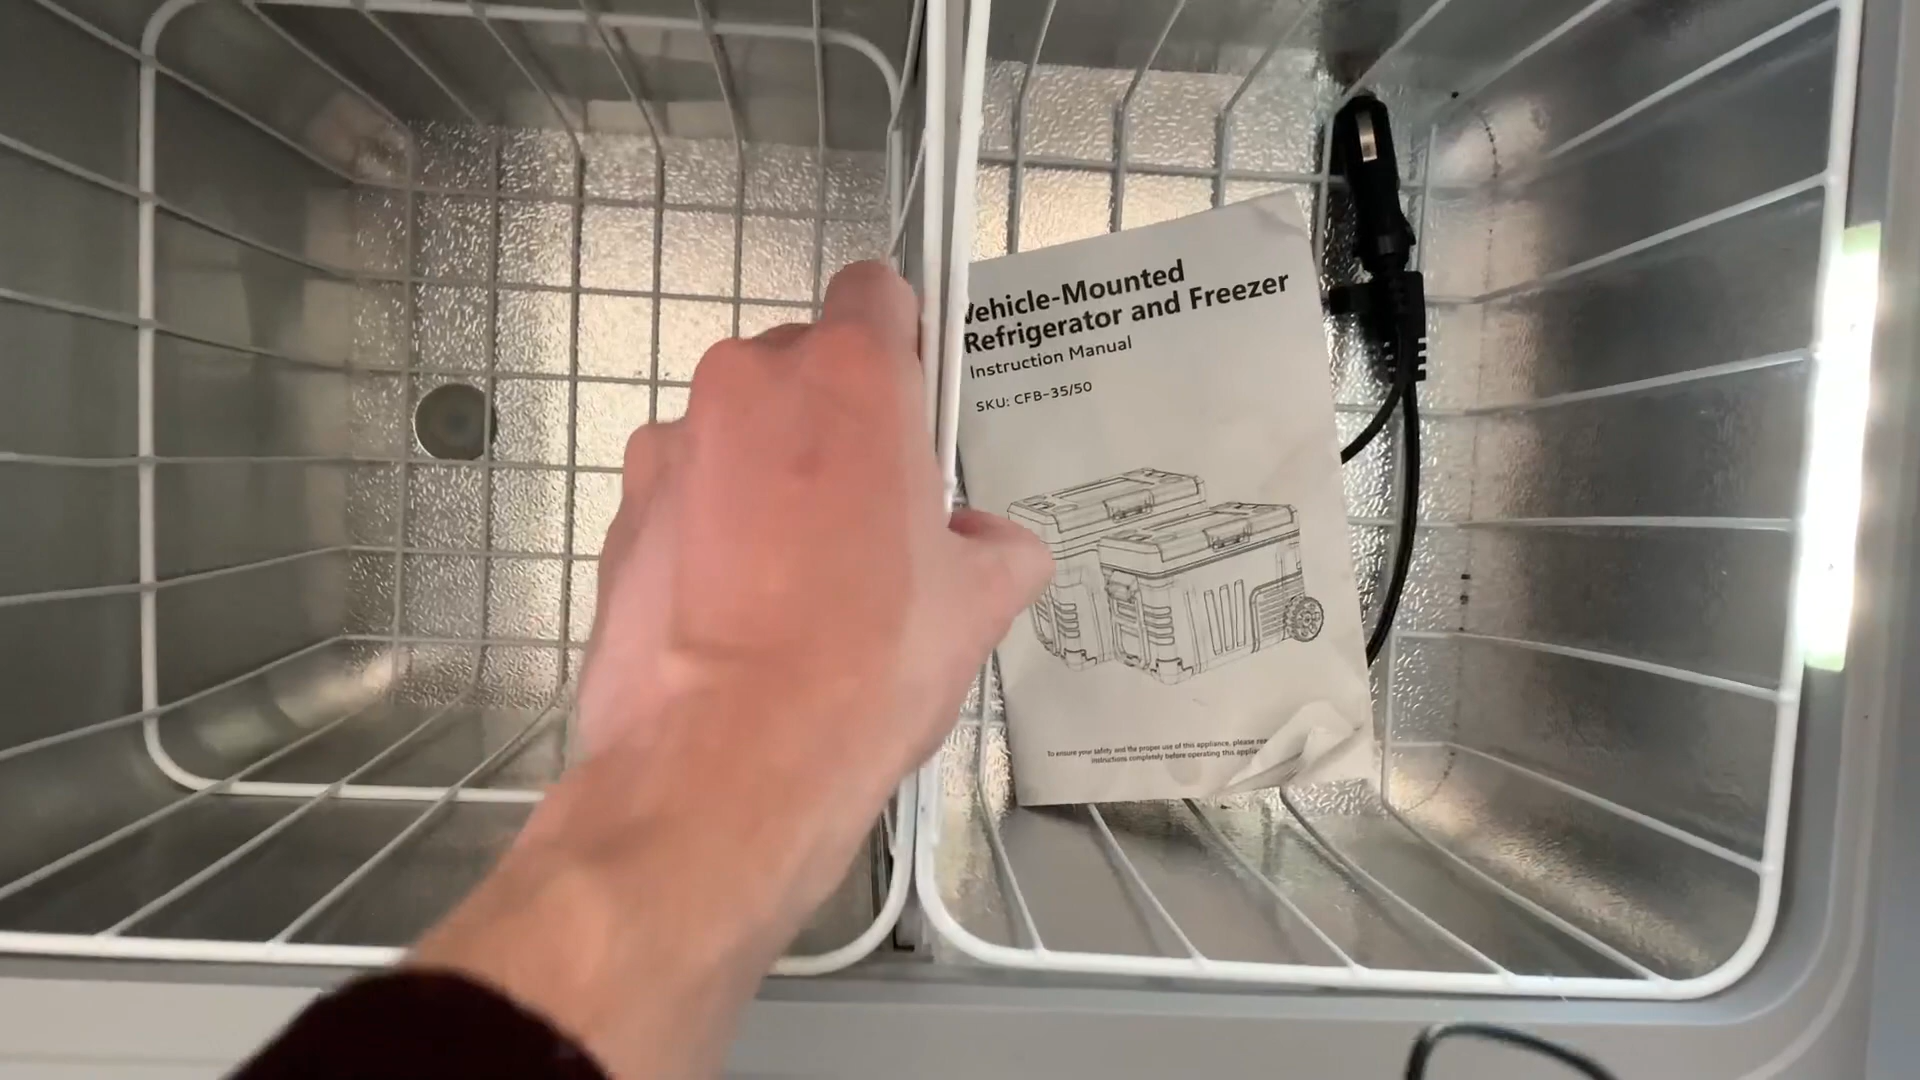 Vehicle-Mounted
Refrigerator and Freezer
Instruction Manual
SKU: CFB-35/50
To ensure your safety and the proper use of this appliance, please
instructions completely before operating this